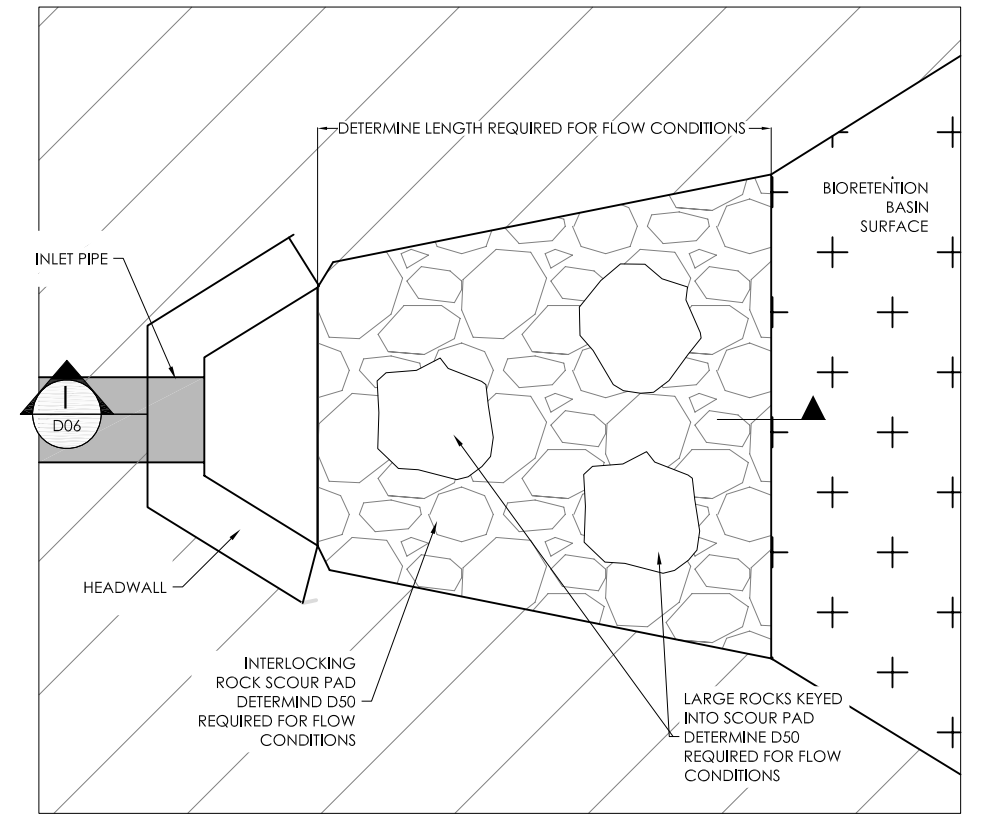 DETERMINE LENGTH REQUIRED FOR FLOW CONDITIONS
BIORETENTION
BASIN
SURFACE
INLET PIPE
I
D06
HEADWALL
INTERLOCKING
ROCK SCOUR PAD
DETERMIND D50
REQUIRED FOR FLOW
CONDITIONS
LARGE ROCKS KEYED
INTO SCOUR PAD
DETERMINE D50
REQUIRED FOR FLOW
CONDITIONS